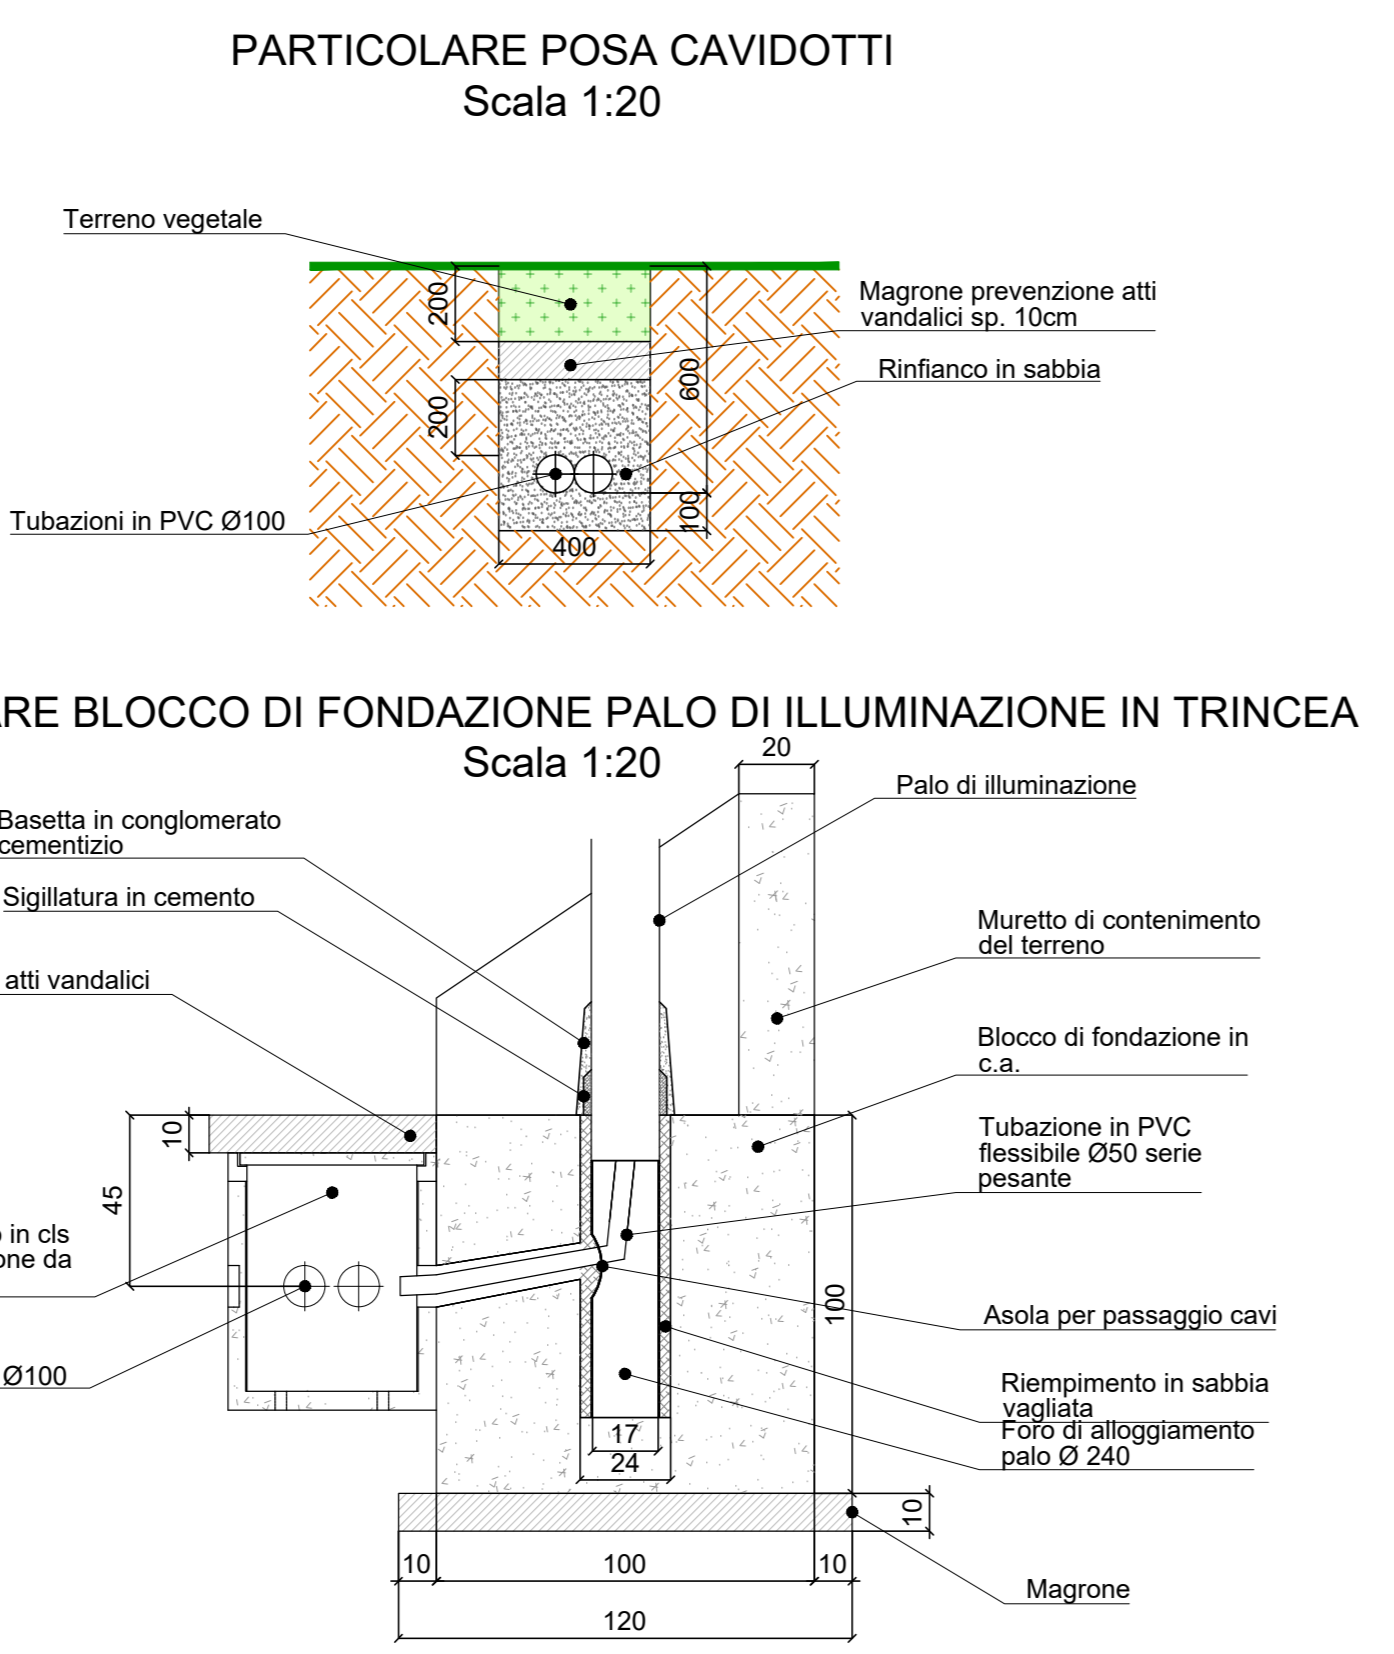 PARTICOLARE POSA CAVIDOTTI
Scala 1:20
Terreno vegetale
200
Magrone prevenzione atti
vandalici sp. 10cm
600
Rinfianco in sabbia
200
100
Tubazioni in PVC Ø100
400
ARE BLOCCO DI FONDAZIONE PALO DI ILLUMINAZIONE IN TRINCEA
Scala 1:20
20
Palo di illuminazione
Basetta in conglomerato
cementizio
Sigillatura in cemento
Muretto di contenimento
del terreno
atti vandalici
Blocco di fondazione in
c.a.
10
Tubazione in PVC
flessibile Ø50 serie
pesante
45
o in cls
one da
100
Asola per passaggio cavi
Ø100
Riempimento in sabbia
vagliata
Foro di alloggiamento
palo Ø 240
17
24
10
10
100
10
Magrone
120